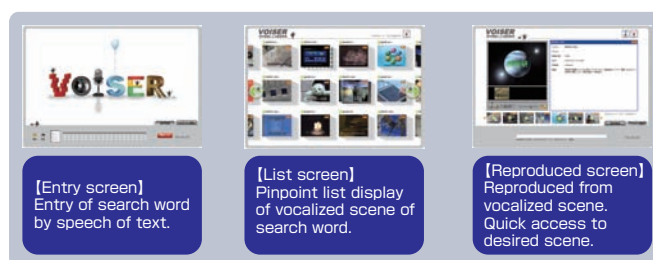 VOISER
VOISER
VOISER
【Entry screen】
Entry of search word
by speech of text.
【List screen】
Pinpoint list display
of vocalized scene of
search word.
【Reproduced screen】
Reproduced from
vocalized scene.
Quick access to
desired scene.